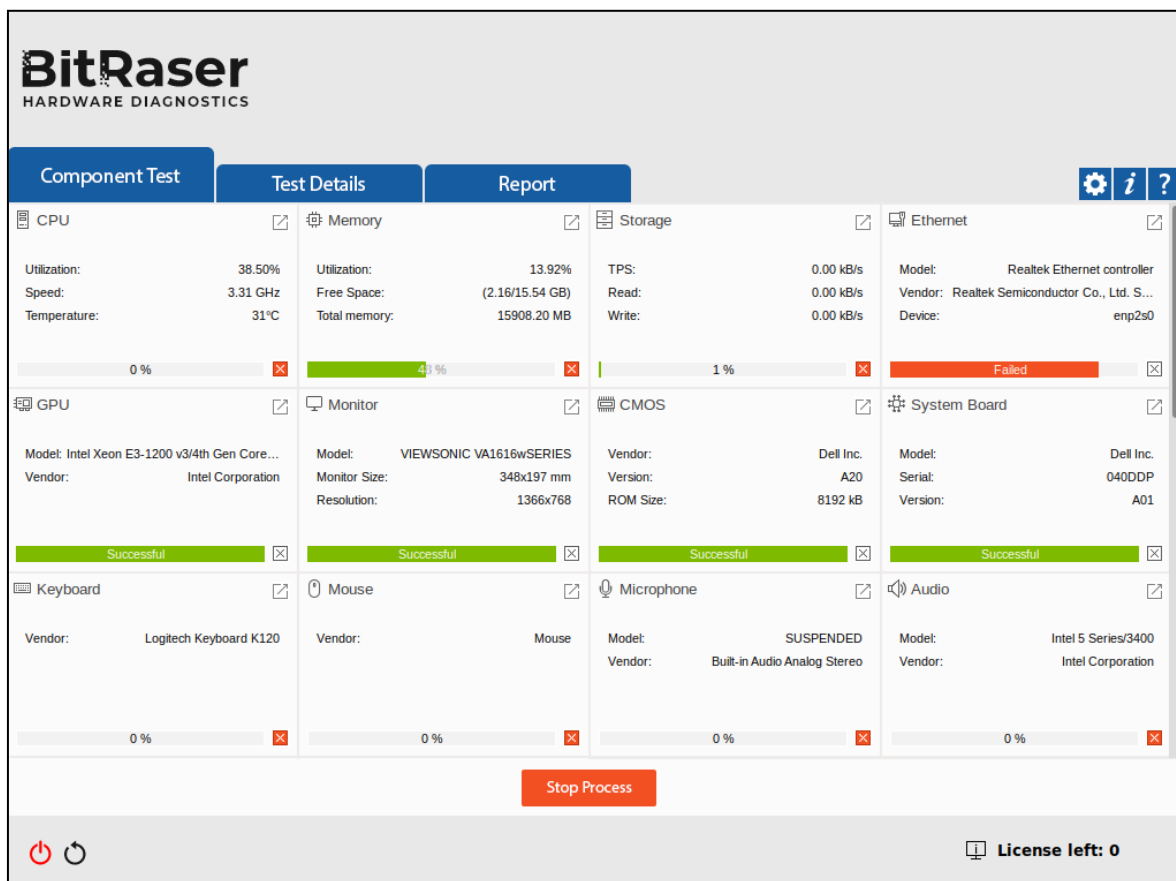 BitRaser
HARDWARE DIAGNOSTICS
Component Test
Test Details
Report
i
?
CPU
Utilization: 38.50%
Speed: 3.31 GHz
Temperature: 31°C
0 %
Memory
Utilization: 13.92%
Free Space: (2.16/15.54 GB)
Total memory: 15908.20 MB
%
Storage
TPS: 0.00 kB/s
Read: 0.00 kB/s
Write: 0.00 kB/s
1 %
Ethernet
Model: Realtek Ethernet controller
Vendor: Realtek Semiconductor Co., Ltd. S...
Device: enp2s0
Failed
GPU
Model: Intel Xeon E3-1200 v3/4th Gen Core...
Vendor: Intel Corporation
Successful
Monitor
Model: VIEWSONIC VA1616wSERIES
Monitor Size: 348x197 mm
Resolution: 1366x768
Successful
CMOS
Vendor: Dell Inc.
Version: A20
ROM Size: 8192 kB
Successful
System Board
Model: Dell Inc.
Serial: 040DDP
Version: A01
Successful
Keyboard
Vendor: Logitech Keyboard K120
0 %
Mouse
Vendor: Mouse
0 %
Microphone
Model: SUSPENDED
Vendor: Built-in Audio Analog Stereo
0 %
Audio
Model: Intel 5 Series/3400
Vendor: Intel Corporation
0 %
Stop Process
License left: 0